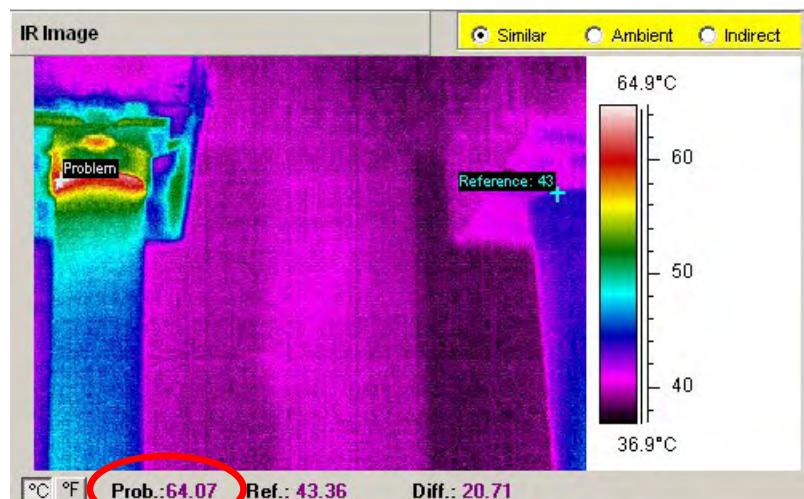 IR Image Similar Ambient Indirect
64.9°C
60
Problem
Reference: 43
50
40
36.9°C
°C °F Prob.:64.07 Ref.: 43.36 Diff.: 20.71